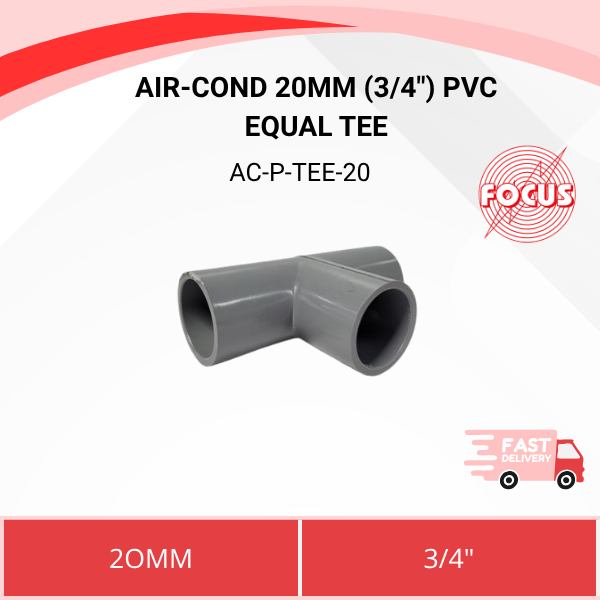 AIR-COND 20MM (3/4") PVC
EQUAL TEE
AC-P-TEE-20
FOCUS
FAST
DELIVERY
2OMM
3/4"